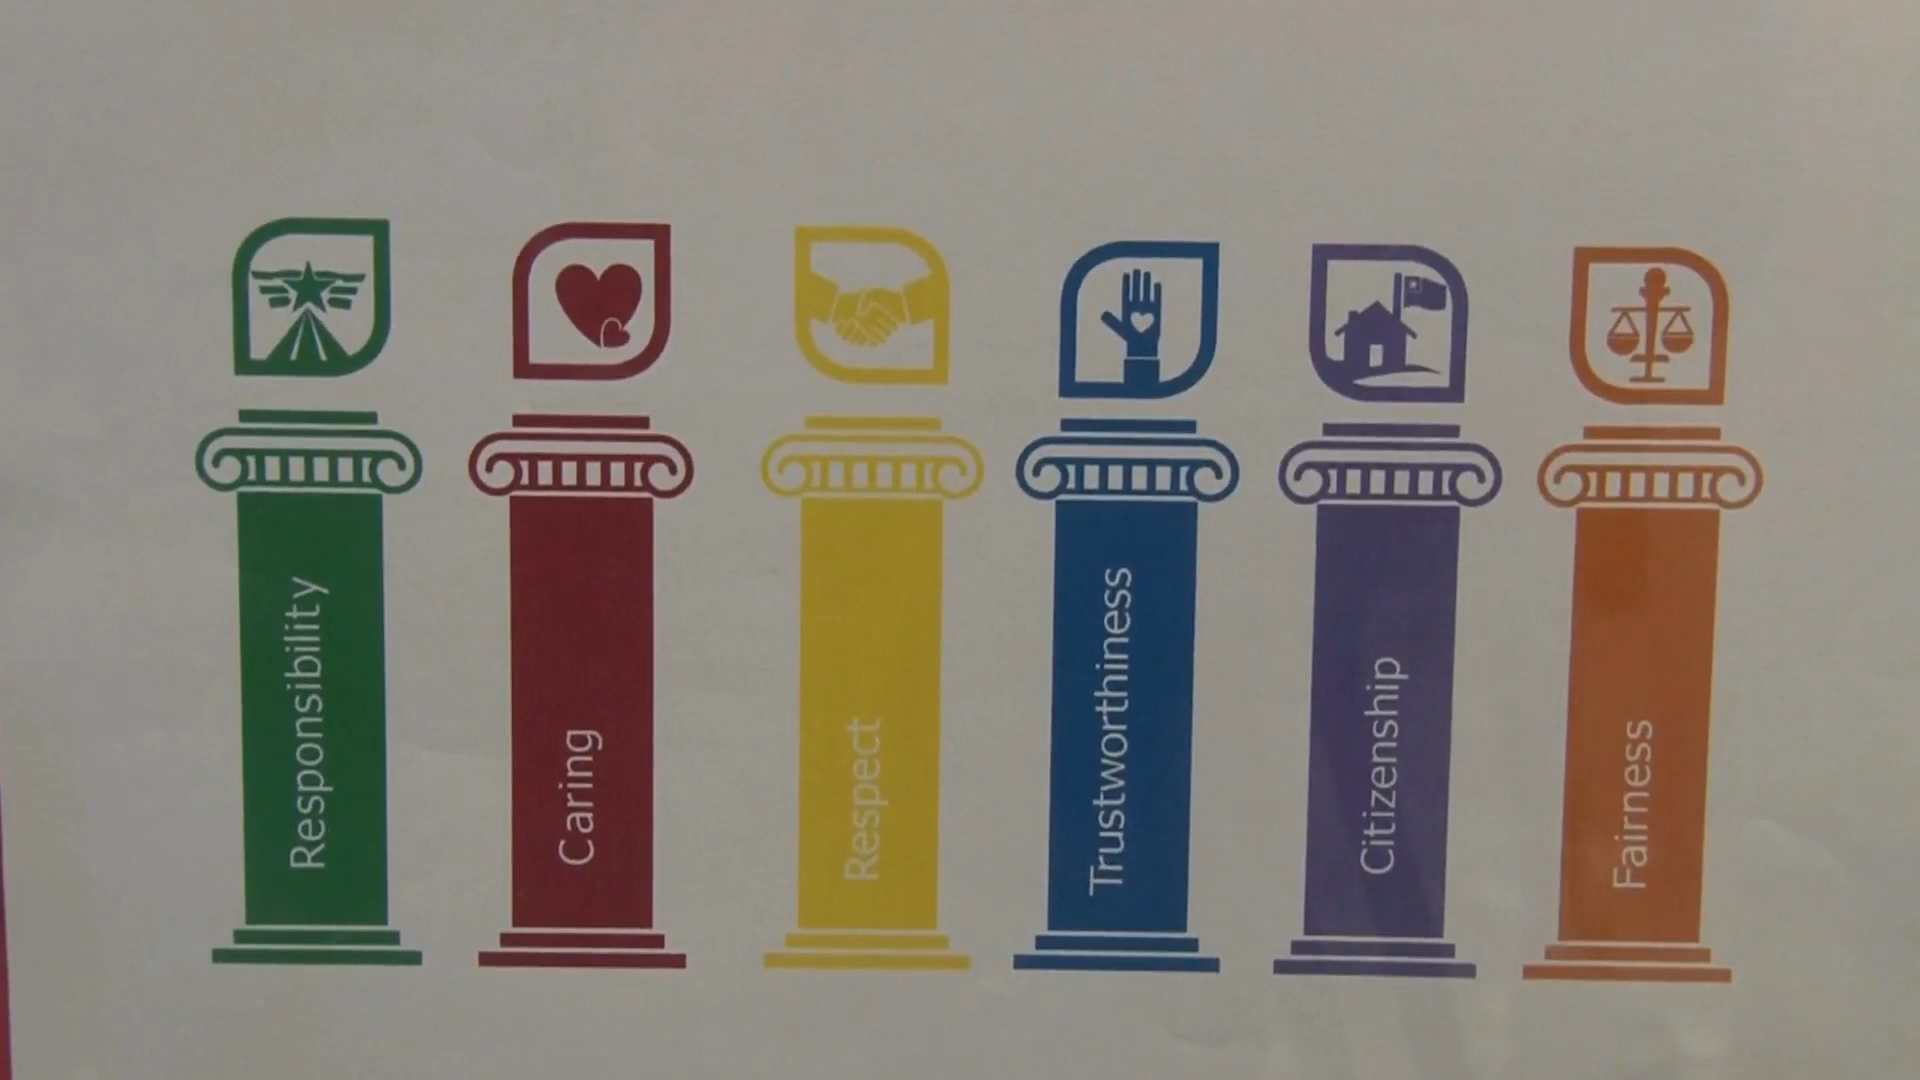 Responsibility
Caring
Respect
Trustworthiness
Citizenship
Fairness